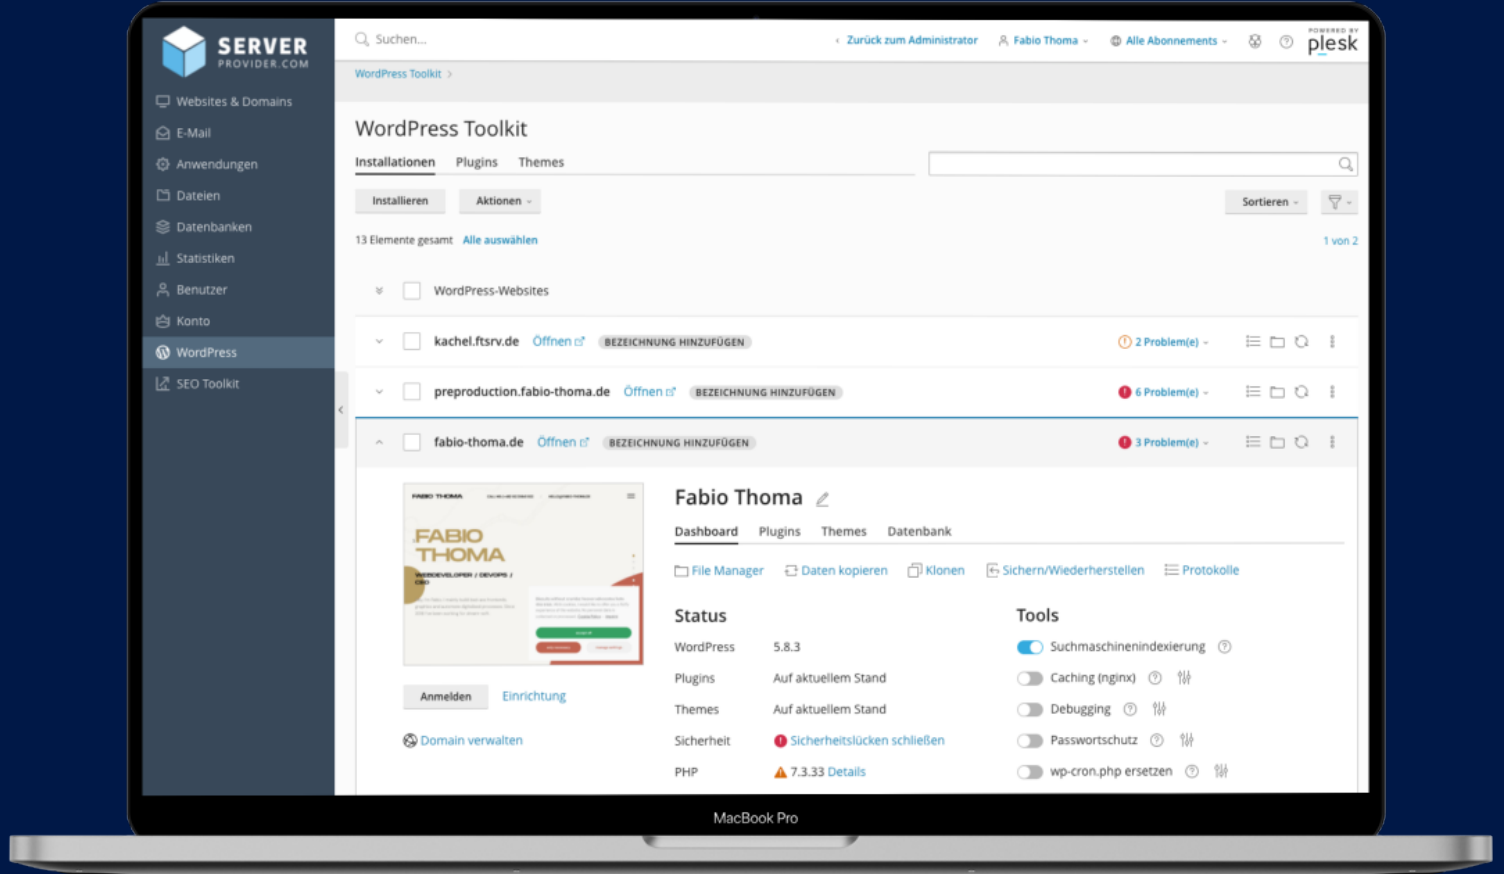 SERVER
PROVIDER.COM
Suchen...
Zurück zum Administrator
Fabio Thoma
Alle Abonnements
POWERED BY
plesk
Websites & Domains
E-Mail
Anwendungen
Dateien
Datenbanken
Statistiken
Benutzer
Konto
WordPress
SEO Toolkit
WordPress Toolkit
WordPress Toolkit
Installationen Plugins Themes
Installieren Aktionen
Sortieren
13 Elemente gesamt Alle auswählen
1 von 2
WordPress-Websites
kachel.ftsrv.de Öffnen BEZEICHNUNG HINZUFÜGEN 2 Problem(e)
preproduction.fabio-thoma.de Öffnen BEZEICHNUNG HINZUFÜGEN 6 Problem(e)
fabio-thoma.de Öffnen BEZEICHNUNG HINZUFÜGEN 3 Problem(e)
FABIO THOMA
FABIO
THOMA
WEBDEVELOPER / DEVOPS /
CEO
Anmelden Einrichtung
Domain verwalten
Fabio Thoma
Dashboard Plugins Themes Datenbank
File Manager Daten kopieren Klonen Sichern/Wiederherstellen Protokolle
Status
WordPress 5.8.3
Plugins Auf aktuellem Stand
Themes Auf aktuellem Stand
Sicherheit Sicherheitslücken schließen
PHP 7.3.33 Details
Tools
Suchmaschinenindexierung
Caching (nginx)
Debugging
Passwortschutz
wp-cron.php ersetzen
MacBook Pro